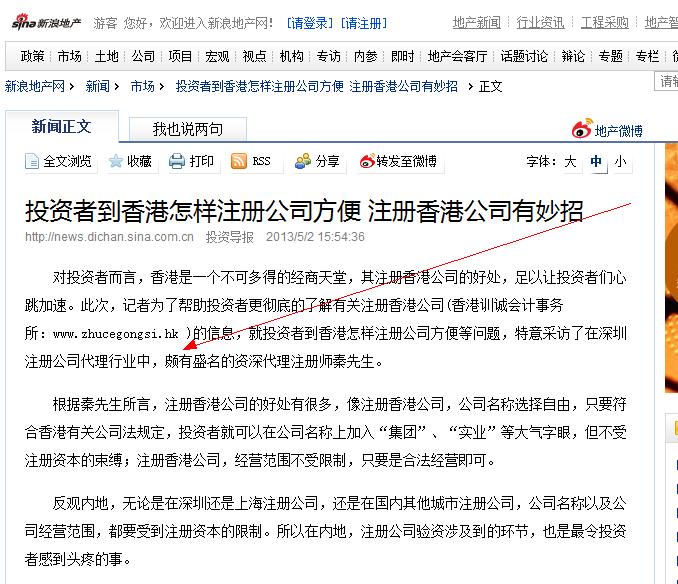 sina 新浪地产 游客 您好，欢迎进入新浪地产网！ [请登录] [请注册] 地产新闻 行业资讯 工程采购 地产智
政策 市场 土地 公司 项目 宏观 视点 机构 专访 内参 即时 地产会客厅 话题讨论 辩论 专题 专栏
新浪地产网 > 新闻 > 市场 > 投资者到香港怎样注册公司方便 注册香港公司有妙招 > 正文 请输
新闻正文 我也说两句 地产微博
全文浏览 收藏 打印 RSS 分享 转发至微博 字体： 大 中 小
投资者到香港怎样注册公司方便 注册香港公司有妙招
http://news.dichan.sina.com.cn 投资导报 2013/5/2 15:54:36
对投资者而言，香港是一个不可多得的经商天堂，其注册香港公司的好处，足以让投资者们心
跳加速。此次，记者为了帮助投资者更彻底的了解有关注册香港公司(香港训诚会计事务
所：www.zhucegongsi.hk )的信息，就投资者到香港怎样注册公司方便等问题，特意采访了在深圳
注册公司代理行业中，颇有盛名的资深代理注册师秦先生。
根据秦先生所言，注册香港公司的好处有很多，像注册香港公司，公司名称选择自由，只要符
合香港有关公司法规定，投资者就可以在公司名称上加入“集团”、“实业”等大气字眼，但不受
注册资本的束缚；注册香港公司，经营范围不受限制，只要是合法经营即可。
反观内地，无论是在深圳还是上海注册公司，还是在国内其他城市注册公司，公司名称以及公
司经营范围，都要受到注册资本的限制。所以在内地，注册公司验资涉及到的环节，也是最令投资
者感到头疼的事。